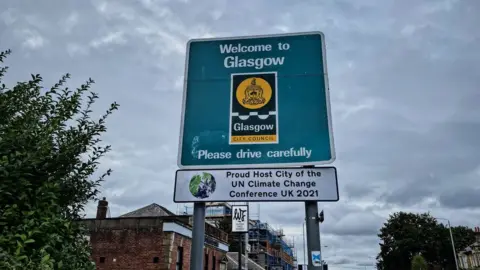 Welcome to
Glasgow
Glasgow
CITY COUNCIL
Please drive carefully
Proud Host City of the
UN Climate Change
Conference UK 2021